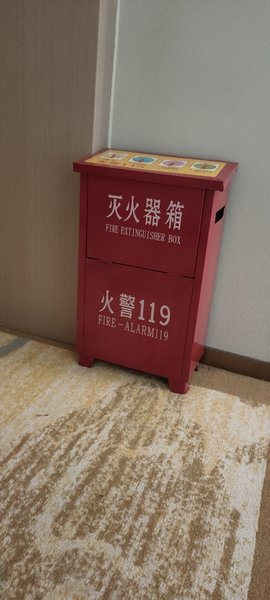 灭火器箱
FIRE EXTINGUISHER BOX
火警119
FIRE-ALARM119